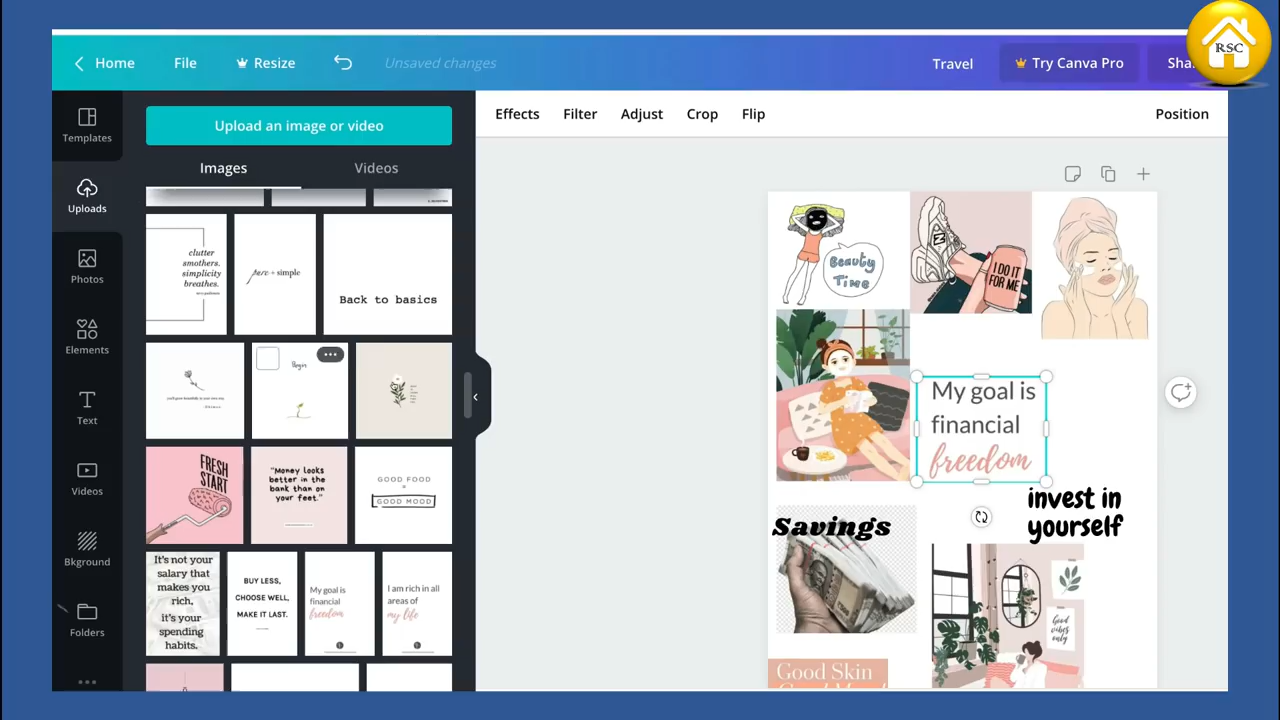 RSC
Home
File
Resize
Unsaved changes
Travel
Try Canva Pro
Templates
Uploads
Photos
Elements
Text
Videos
Bkground
Folders
Upload an image or video
Images
Videos
clutter
smothers.
simplicity
breathes.
pure + simple
Back to basics
Begin
FRESH
START
"Money looks
better in the
bank than on
your feet."
GOOD FOOD
=
GOOD MOOD
It's not your
salary that
makes you
rich,
it's your
spending
habits.
BUY LESS,
CHOOSE WELL,
MAKE IT LAST.
My goal is
financial
freedom
I am rich in all
areas of
my life
Effects
Filter
Adjust
Crop
Flip
Position
Beauty
Time
I DO IT
FOR ME
My goal is
financial
freedom
invest in
yourself
Savings
Good
vibes
only
Good Skin